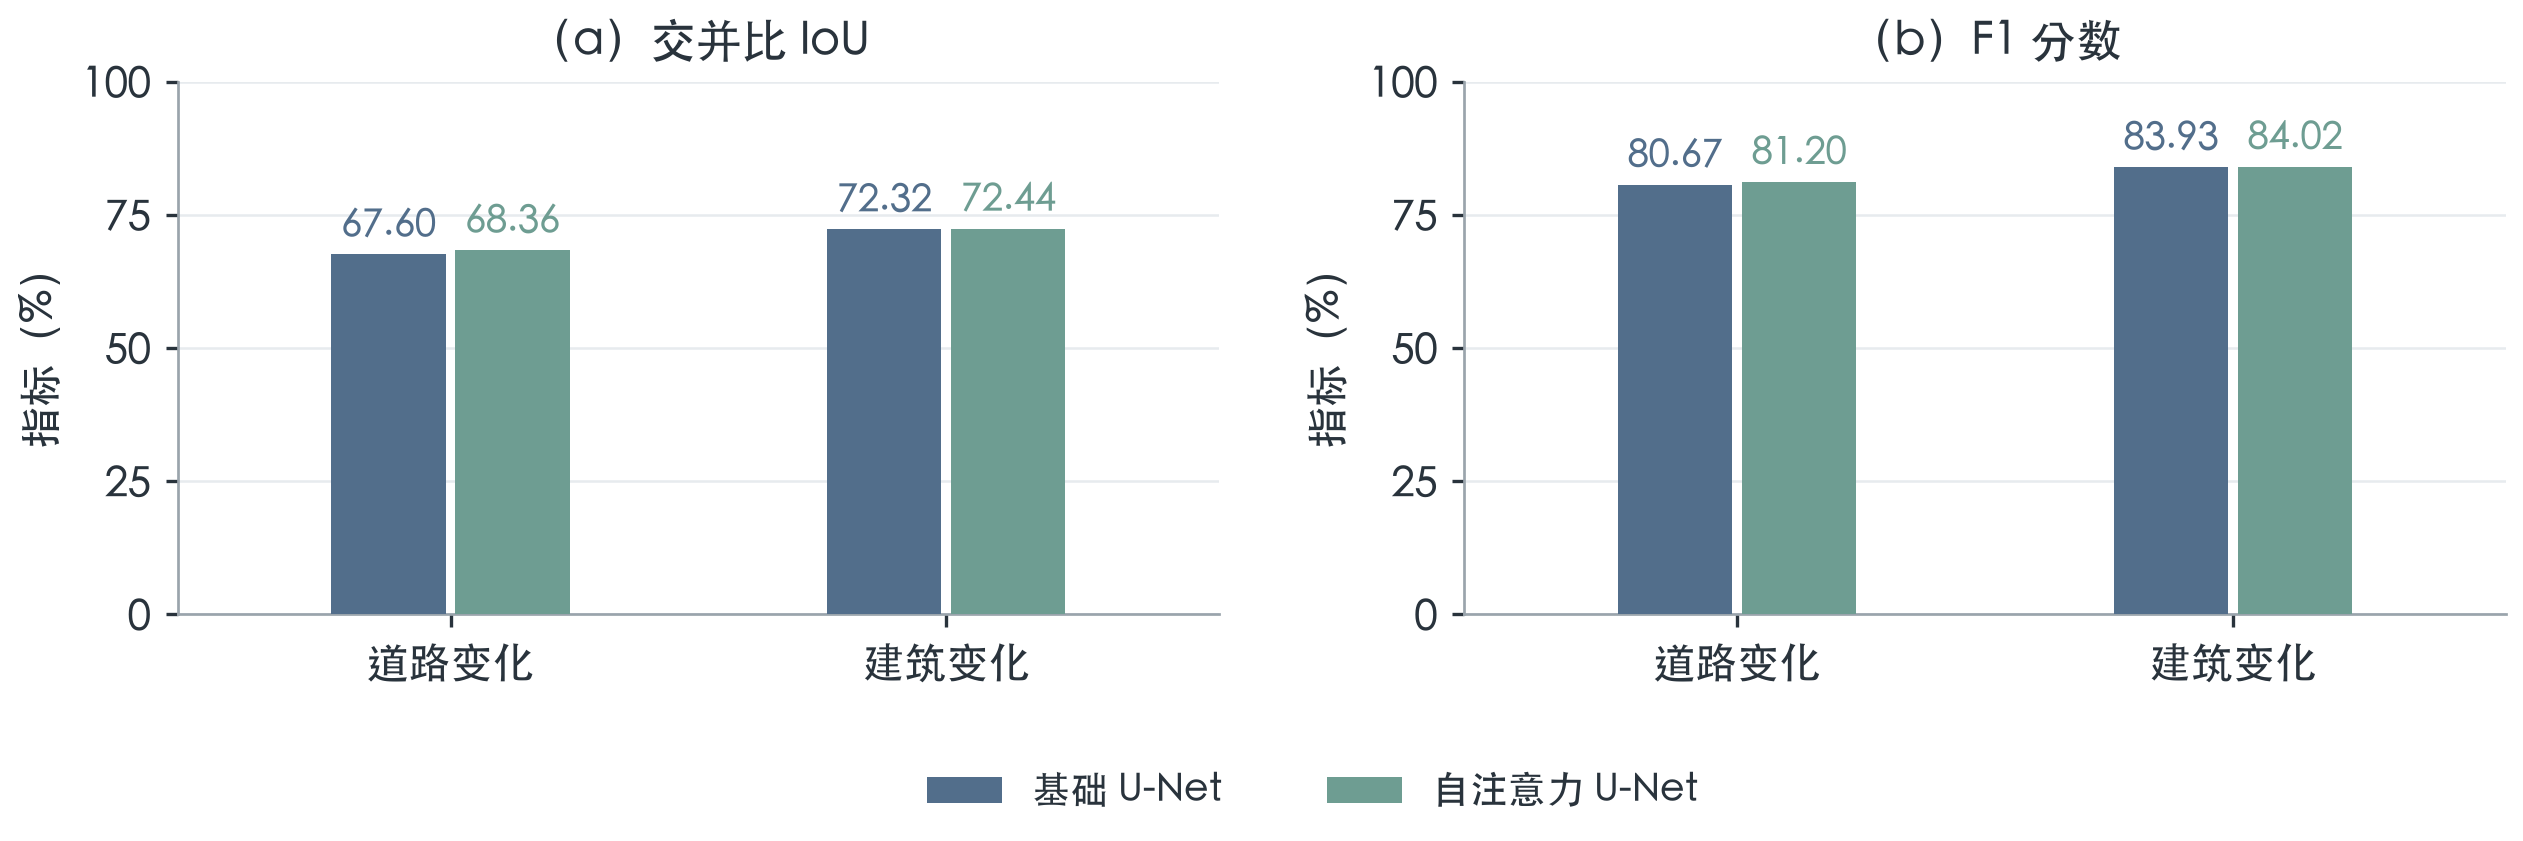 (a) 交并比 IoU
100
75
50
25
0
指标 (%)
67.60
68.36
72.32
72.44
道路变化
建筑变化
(b) F1 分数
100
75
50
25
0
指标 (%)
80.67
81.20
83.93
84.02
道路变化
建筑变化
基础 U-Net
自注意力 U-Net